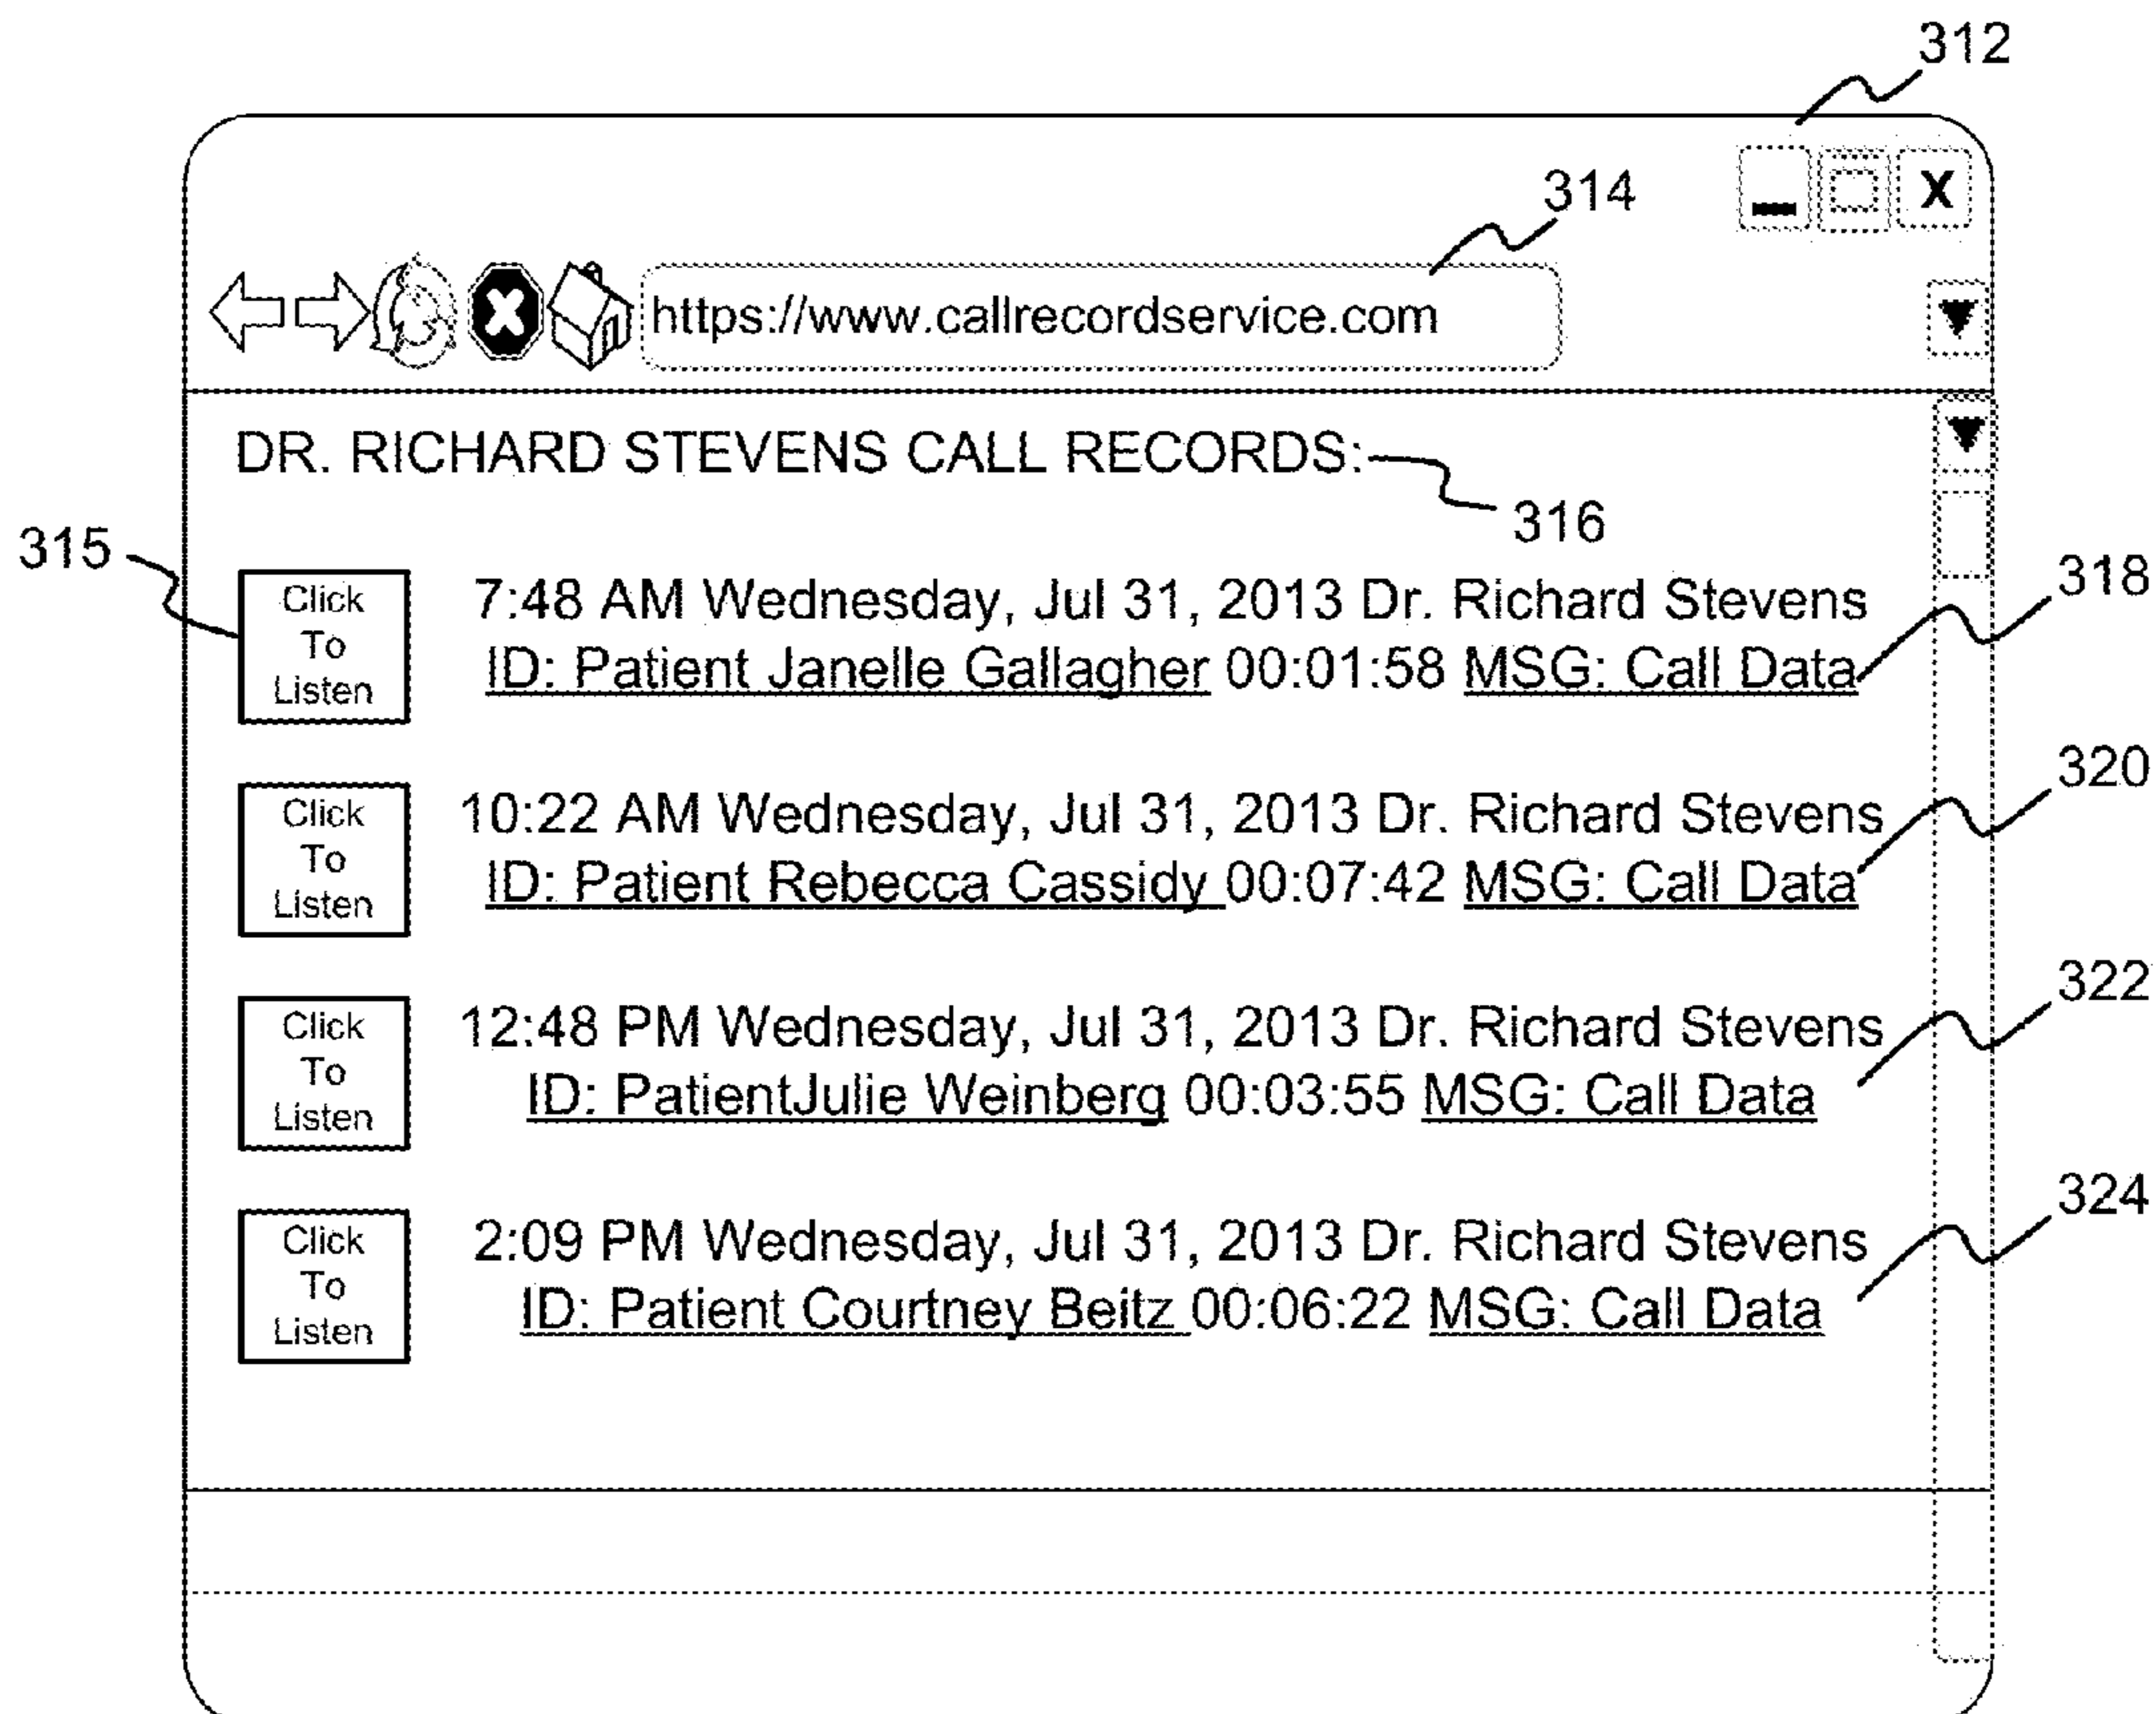 312
X
314
https://www.callrecordservice.com
DR. RICHARD STEVENS CALL RECORDS:
316
315
Click
To
Listen
7:48 AM Wednesday, Jul 31, 2013 Dr. Richard Stevens
ID: Patient Janelle Gallagher 00:01:58 MSG: Call Data
318
Click
To
Listen
10:22 AM Wednesday, Jul 31, 2013 Dr. Richard Stevens
ID: Patient Rebecca Cassidy 00:07:42 MSG: Call Data
320
Click
To
Listen
12:48 PM Wednesday, Jul 31, 2013 Dr. Richard Stevens
ID: PatientJulie Weinberg 00:03:55 MSG: Call Data
322
Click
To
Listen
2:09 PM Wednesday, Jul 31, 2013 Dr. Richard Stevens
ID: Patient Courtney Beitz 00:06:22 MSG: Call Data
324